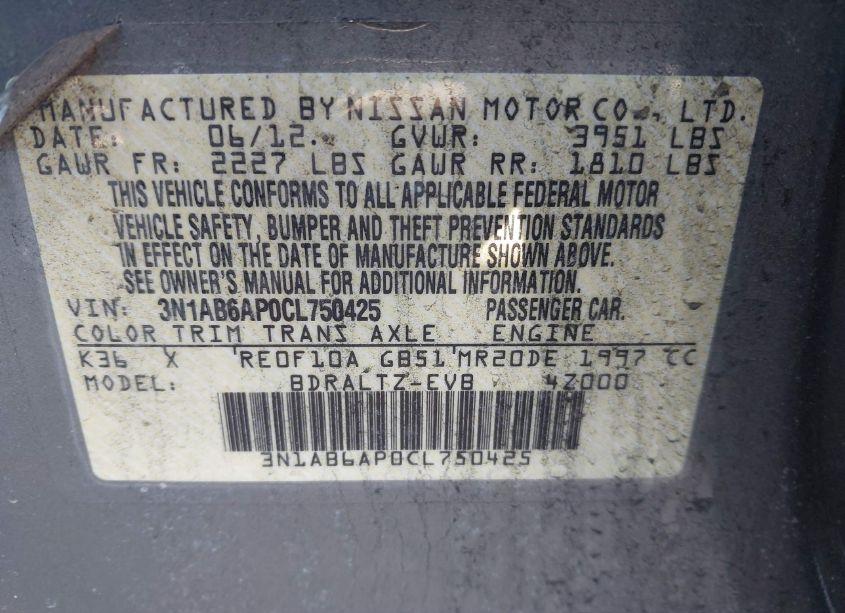 MANUFACTURED BY NISSAN MOTOR CO., LTD.
DATE: 06/12. GVWR: 3951 LBS
GAWR FR: 2227 LBS GAWR RR: 1810 LBS
THIS VEHICLE CONFORMS TO ALL APPLICABLE FEDERAL MOTOR
VEHICLE SAFETY, BUMPER AND THEFT PREVENTION STANDARDS
IN EFFECT ON THE DATE OF MANUFACTURE SHOWN ABOVE.
SEE OWNER'S MANUAL FOR ADDITIONAL INFORMATION.
VIN: 3N1AB6AP0CL750425 PASSENGER CAR.
COLOR TRIM TRANS AXLE ENGINE
K36 X RE0F10A GB51 MR20DE 1997 CC
MODEL: BDRALTZ-EVB 4Z000
3N1AB6AP0CL750425